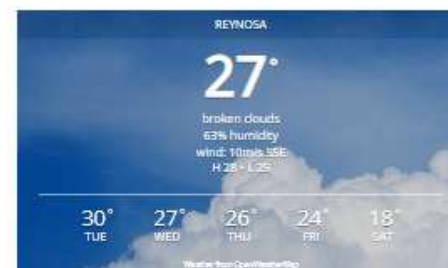 REYNOSA
27°
broken clouds
63% humidity
wind: 10m/s SSE
H 28 • L 25
30° 27° 26° 24° 18°
TUE WED THU FRI SAT
Weather from OpenWeatherMap